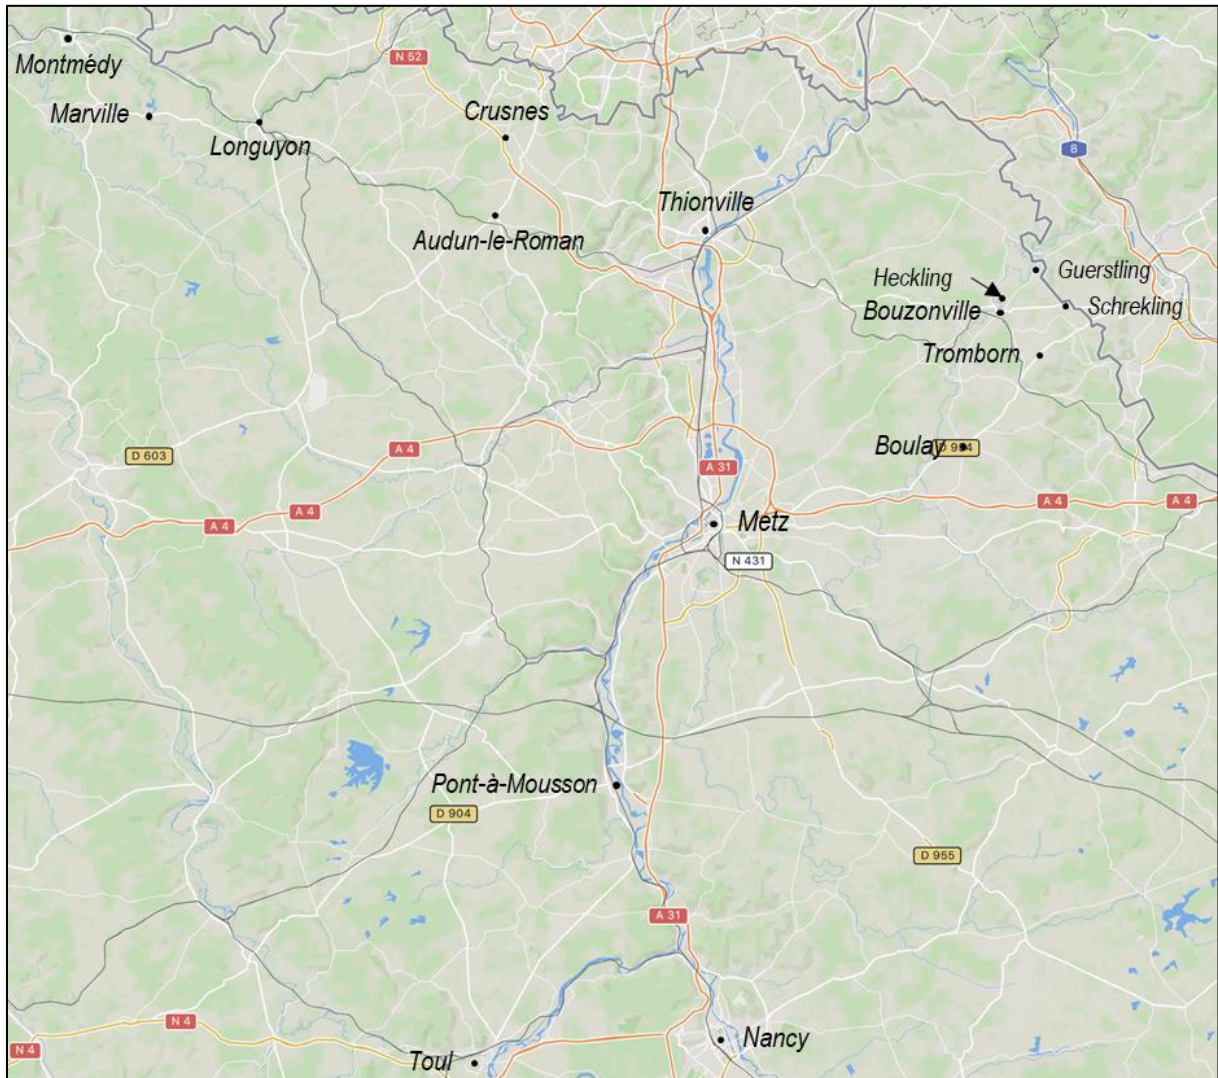 Montmédy
N 52
Marville
Crusnes
Longuyon
8
Thionville
Audun-le-Roman
Heckling
Guerstling
Bouzonville
Schrekling
Tromborn
D 603
A 4
Boulay
D 954
A 31
A 4
A 4
A 4
A 4
Metz
N 431
Pont-à-Mousson
D 904
D 955
A 31
N 4
N 4
Toul
Nancy